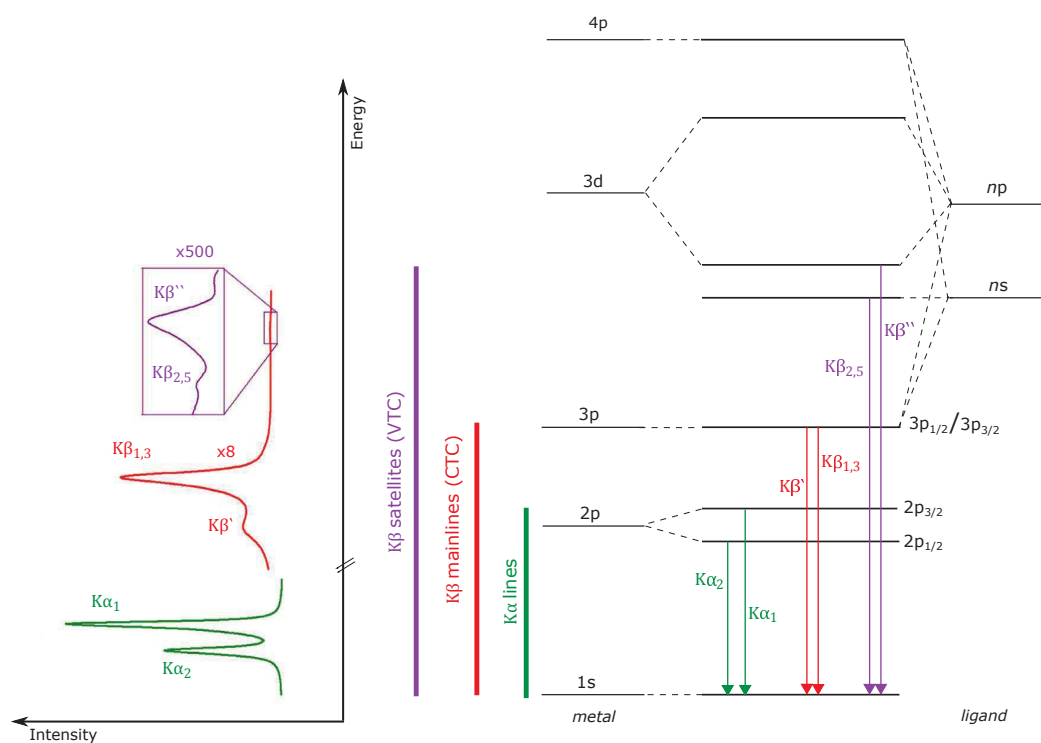 4p
Energy
3d
np
x500
Kβ``
ns
Kβ``
Kβ2,5
Kβ2,5
3p
3p1/2/3p3/2
Kβ1,3
x8
Kβ1,3
Kβ`
Kβ`
2p3/2
2p
2p1/2
Kα2
Kα1
Kα1
Kα2
Kβ satellites (VTC)
Kβ mainlines (CTC)
Kα lines
1s
metal
ligand
Intensity